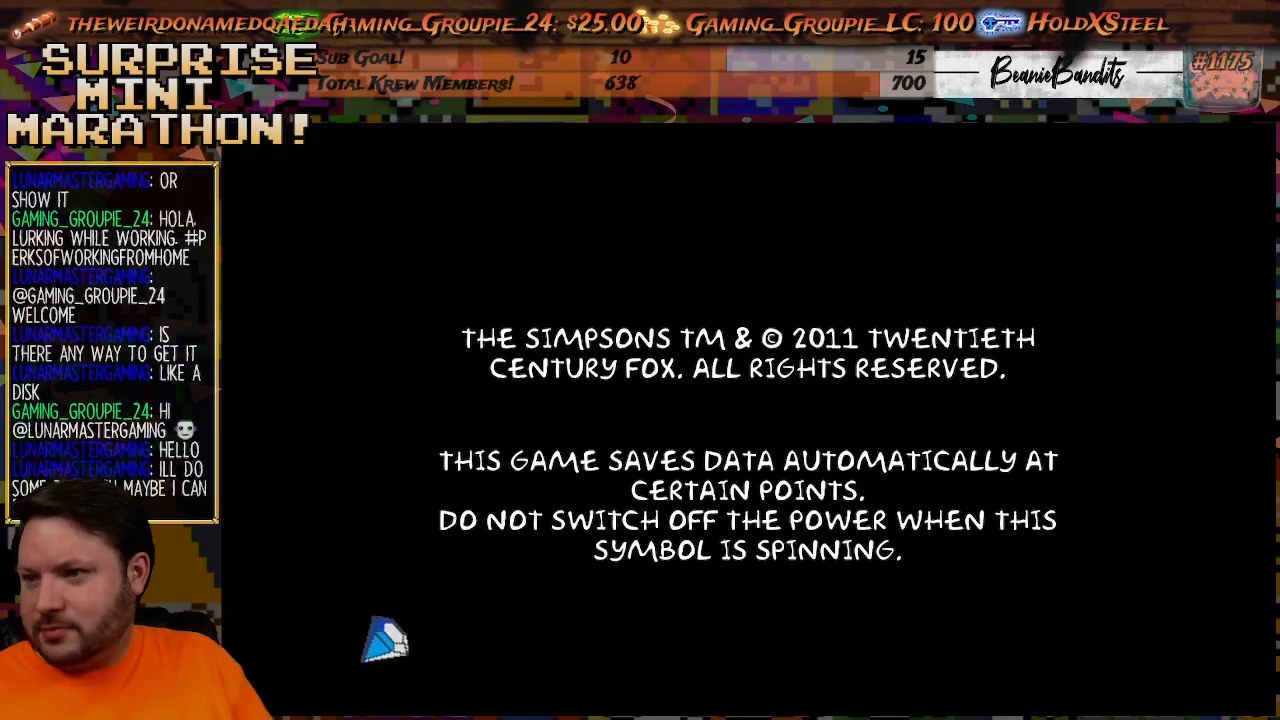 THEWEIRDONAMEDQAEDAH GAMING_GROUPIE_24: $25.00 GAMING_GROUPIE_LC: 100 HOLDXSTEEL
SURPRISE
MINI
MARATHON!
SUB GOAL! 10 15
TOTAL KREW MEMBERS! 638 700
BeanieBandits
#1175
LUNARMASTERGAMING: OR
SHOW IT
GAMING_GROUPIE_24: HOLA.
LURKING WHILE WORKING. #P
ERKSOFWORKINGFROMHOME
LUNARMASTERGAMING:
@GAMING_GROUPIE_24
WELCOME
LUNARMASTERGAMING: IS
THERE ANY WAY TO GET IT
LUNARMASTERGAMING: LIKE A
DISK
GAMING_GROUPIE_24: HI
@LUNARMASTERGAMING
LUNARMASTERGAMING: HELLO
LUNARMASTERGAMING: ILL DO
SOME MAYBE I CAN
THE SIMPSONS TM & © 2011 TWENTIETH
CENTURY FOX. ALL RIGHTS RESERVED.
THIS GAME SAVES DATA AUTOMATICALLY AT
CERTAIN POINTS.
DO NOT SWITCH OFF THE POWER WHEN THIS
SYMBOL IS SPINNING.